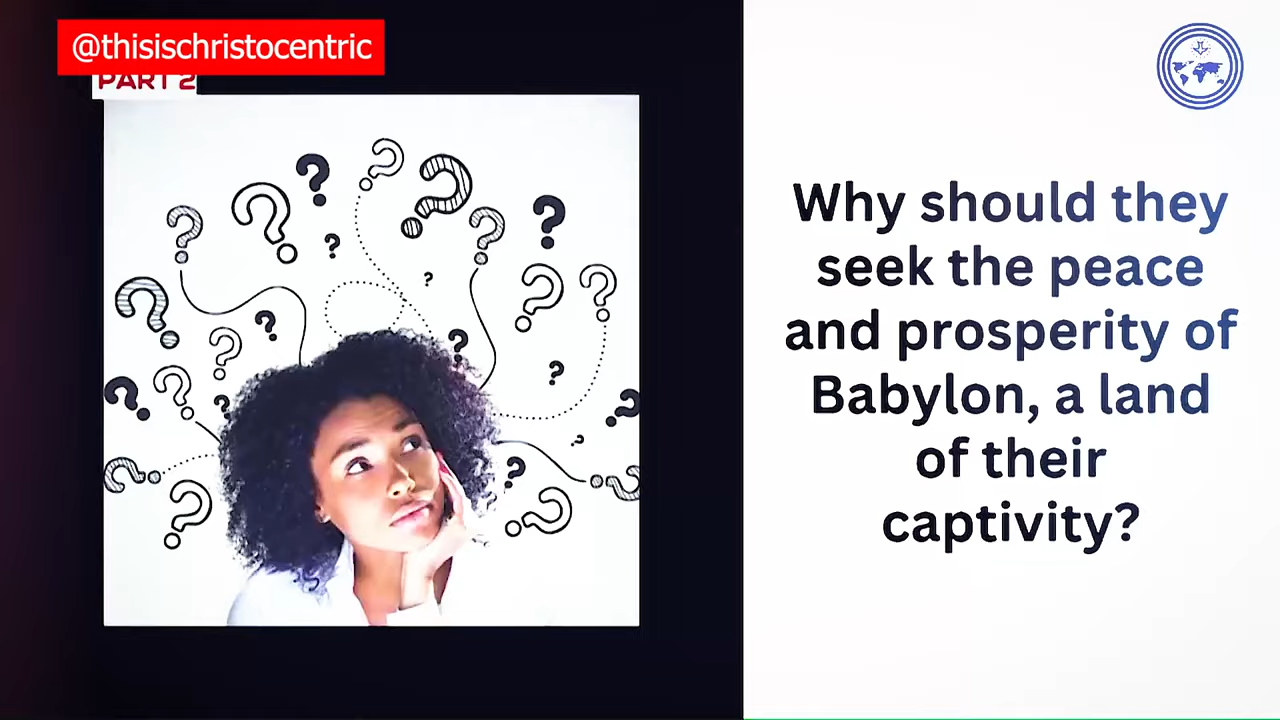 @thisischristocentric
PART 2
Why should they
seek the peace
and prosperity of
Babylon, a land
of their
captivity?